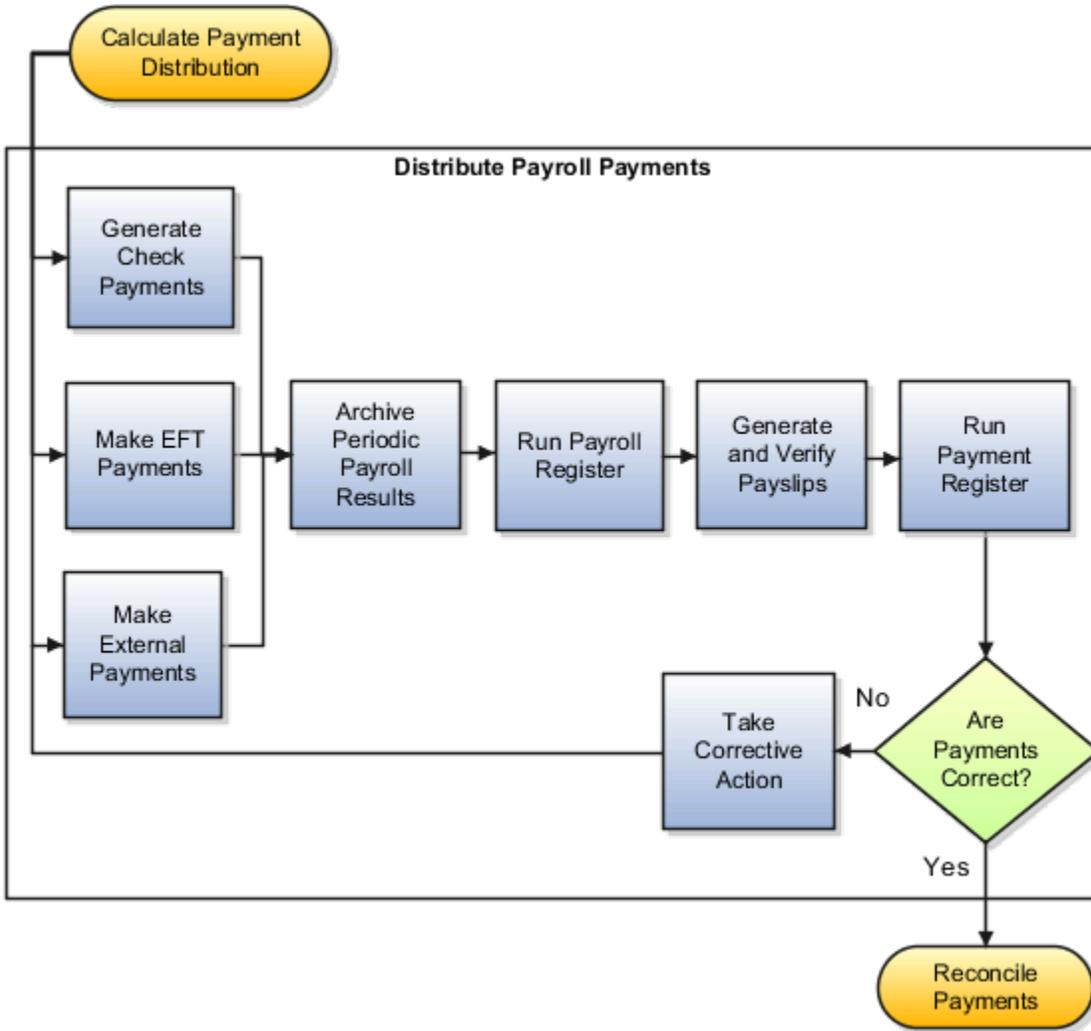 Calculate Payment
Distribution
Distribute Payroll Payments
Generate
Check
Payments
Make EFT
Payments
Make
External
Payments
Archive
Periodic
Payroll
Results
Run Payroll
Register
Generate
and Verify
Payslips
Run
Payment
Register
Are
Payments
Correct?
No
Take
Corrective
Action
Yes
Reconcile
Payments